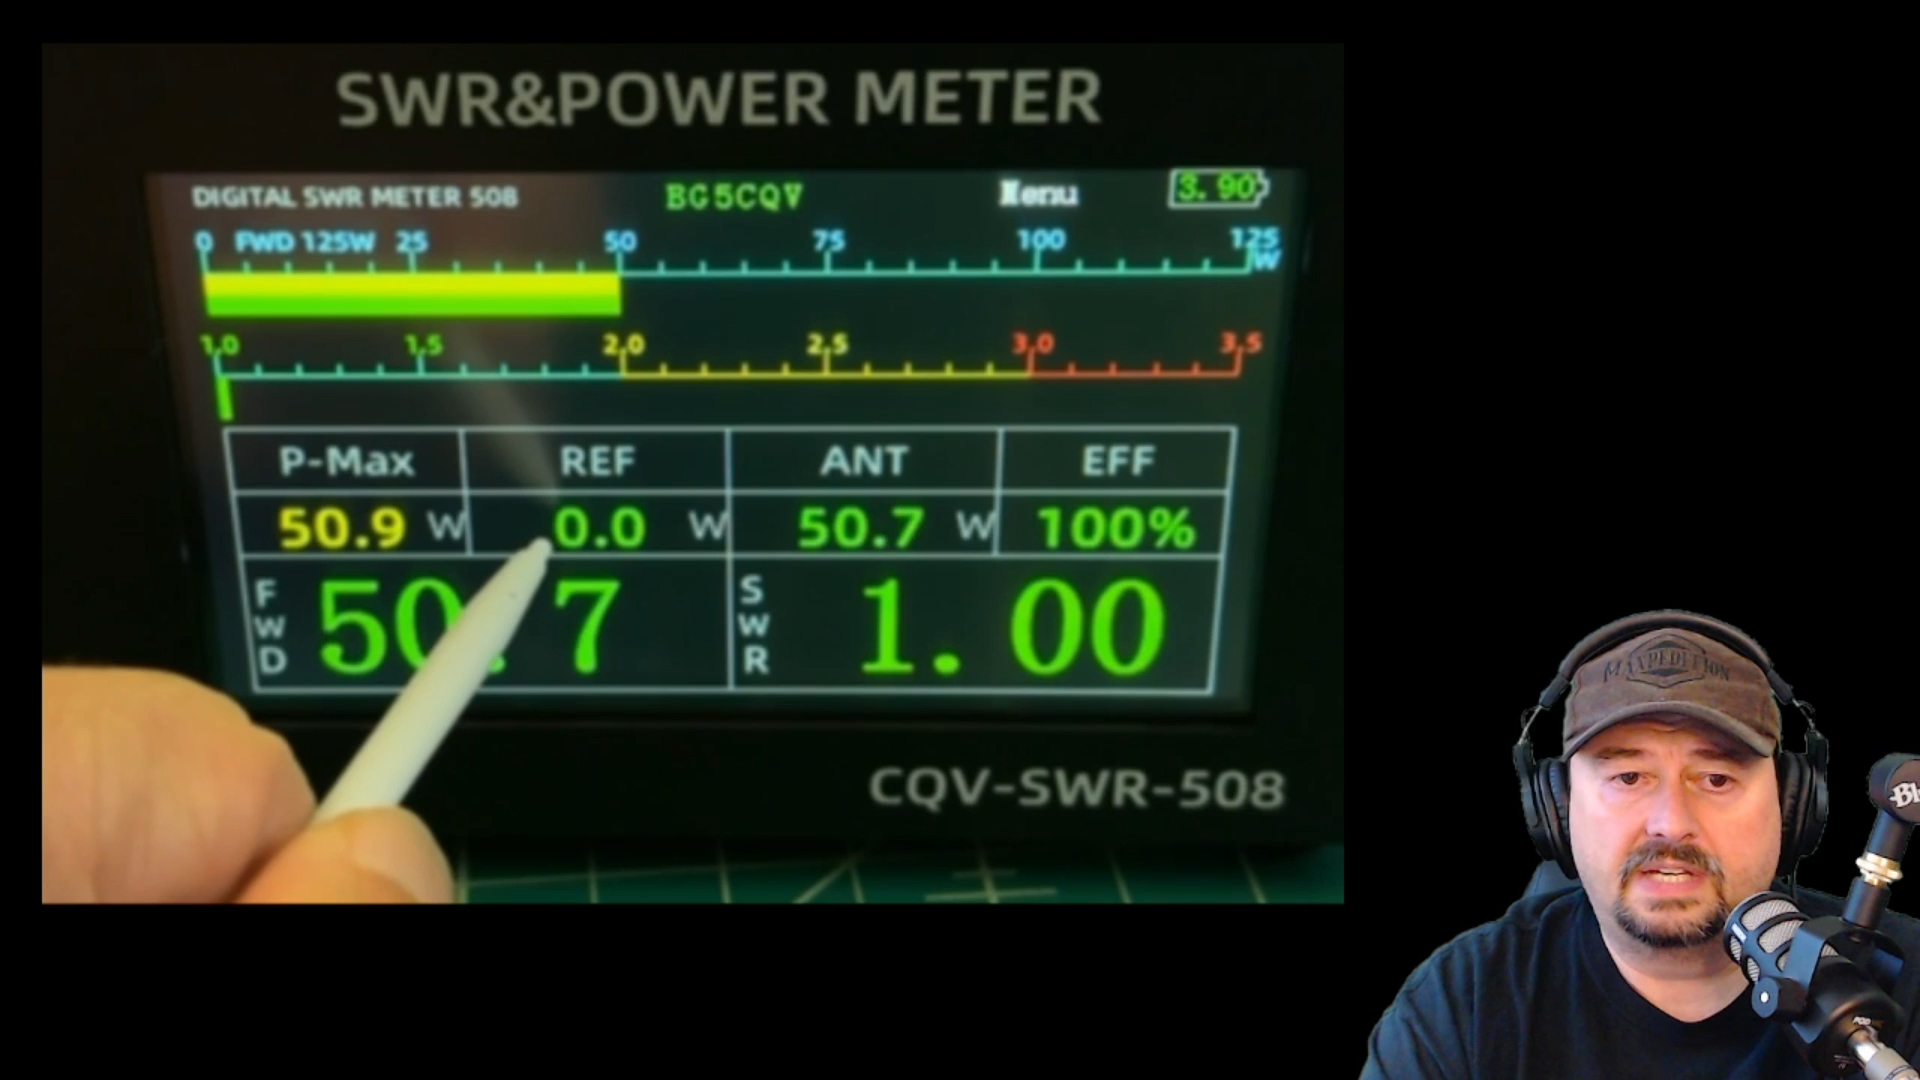 SWR&POWER METER
DIGITAL SWR METER 508 BG5CQV Menu 3.90
0 FWD 125W 25 50 75 100 125
W
1.0 1.5 2.0 2.5 3.0 3.5
P-Max REF ANT EFF
50.9 W 0.0 W 50.7 W 100%
FWD 50.7 SWR 1.00
CQV-SWR-508
MAXPEDITION